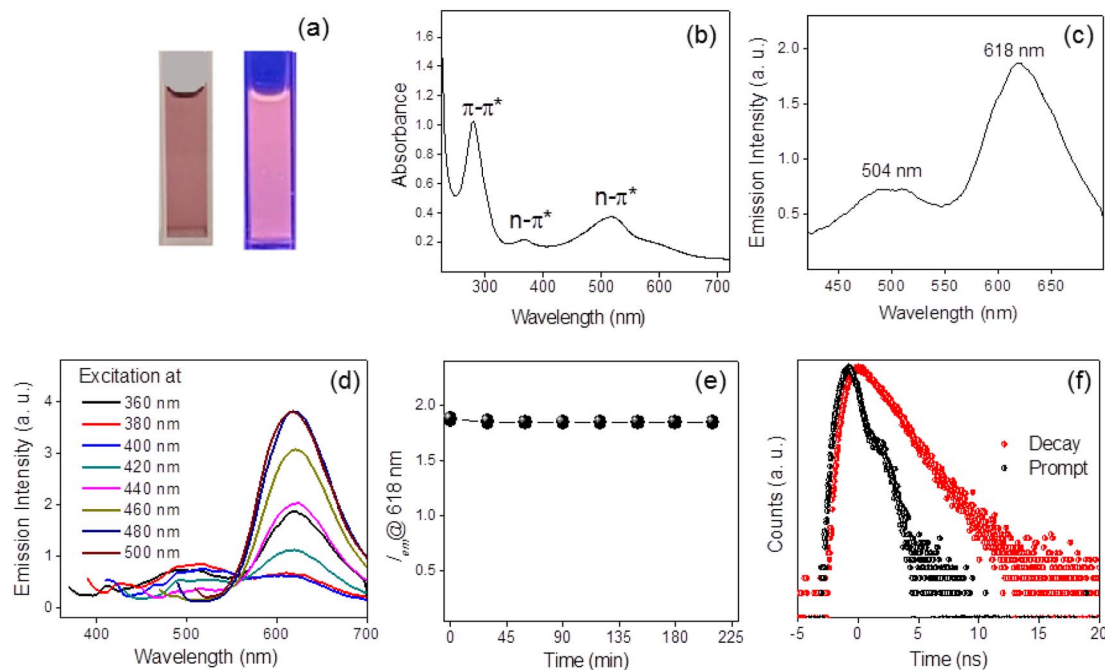 (a)
(b)
1.6
1.4
1.2
1.0
0.8
0.6
0.4
0.2
Absorbance
π-π*
n-π*
n-π*
300 400 500 600 700
Wavelength (nm)
(c)
2.0
1.5
1.0
0.5
Emission Intensity (a. u.)
618 nm
504 nm
450 500 550 600 650
Wavelength (nm)
(d)
Excitation at
360 nm
380 nm
400 nm
420 nm
440 nm
460 nm
480 nm
500 nm
4
3
2
1
0
Emission Intensity (a. u.)
400 500 600 700
Wavelength (nm)
(e)
2.0
1.5
1.0
0.5
I em@ 618 nm
0 45 90 135 180 225
Time (min)
(f)
Decay
Prompt
Counts (a. u.)
-5 0 5 10 15 20
Time (ns)